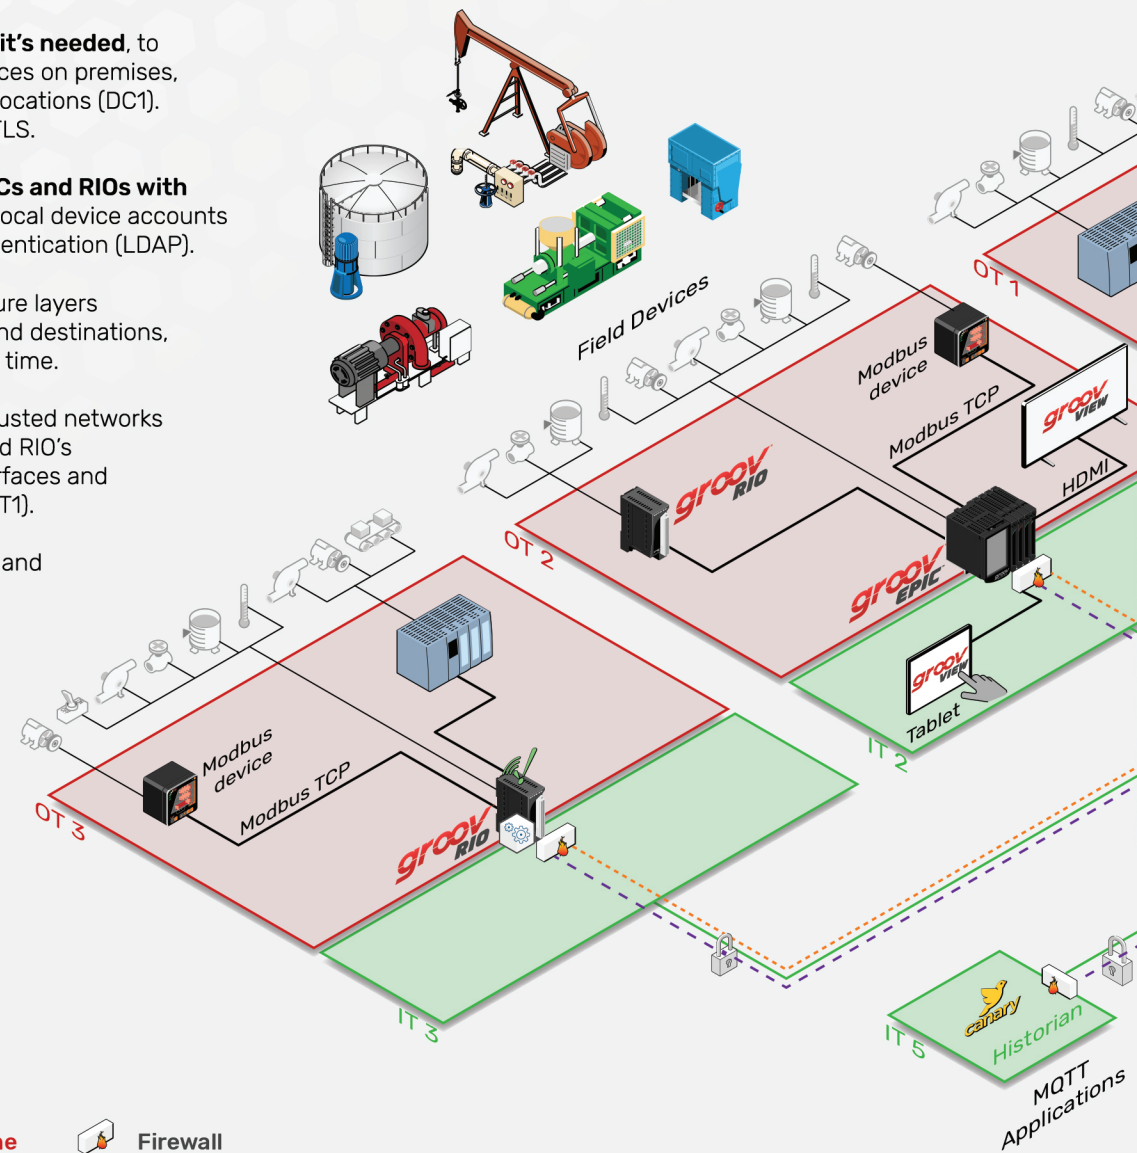 it's needed, to
ces on premises,
ocations (DC1).
TLS.
Cs and RIOs with
ocal device accounts
entication (LDAP).
ure layers
nd destinations,
time.
usted networks
d RIO's
rfaces and
T1).
and
Field Devices
OT 1
Modbus
device
Modbus TCP
groov
VIEW
HDMI
groov
RIO
OT 2
groov
EPIC
groov
VIEW
Tablet
IT 2
Modbus
device
Modbus TCP
OT 3
groov
RIO
IT 3
canary
Historian
IT 5
MQTT
Applications
ne
Firewall